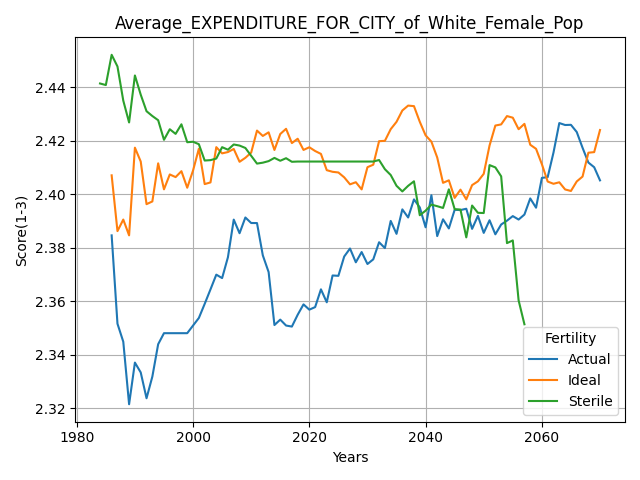 Average_EXPENDITURE_FOR_CITY_of_White_Female_Pop
2.44
2.42
2.40
2.38
2.36
2.34
2.32
Score(1-3)
1980
2000
2020
2040
2060
Years
Fertility
Actual
Ideal
Sterile